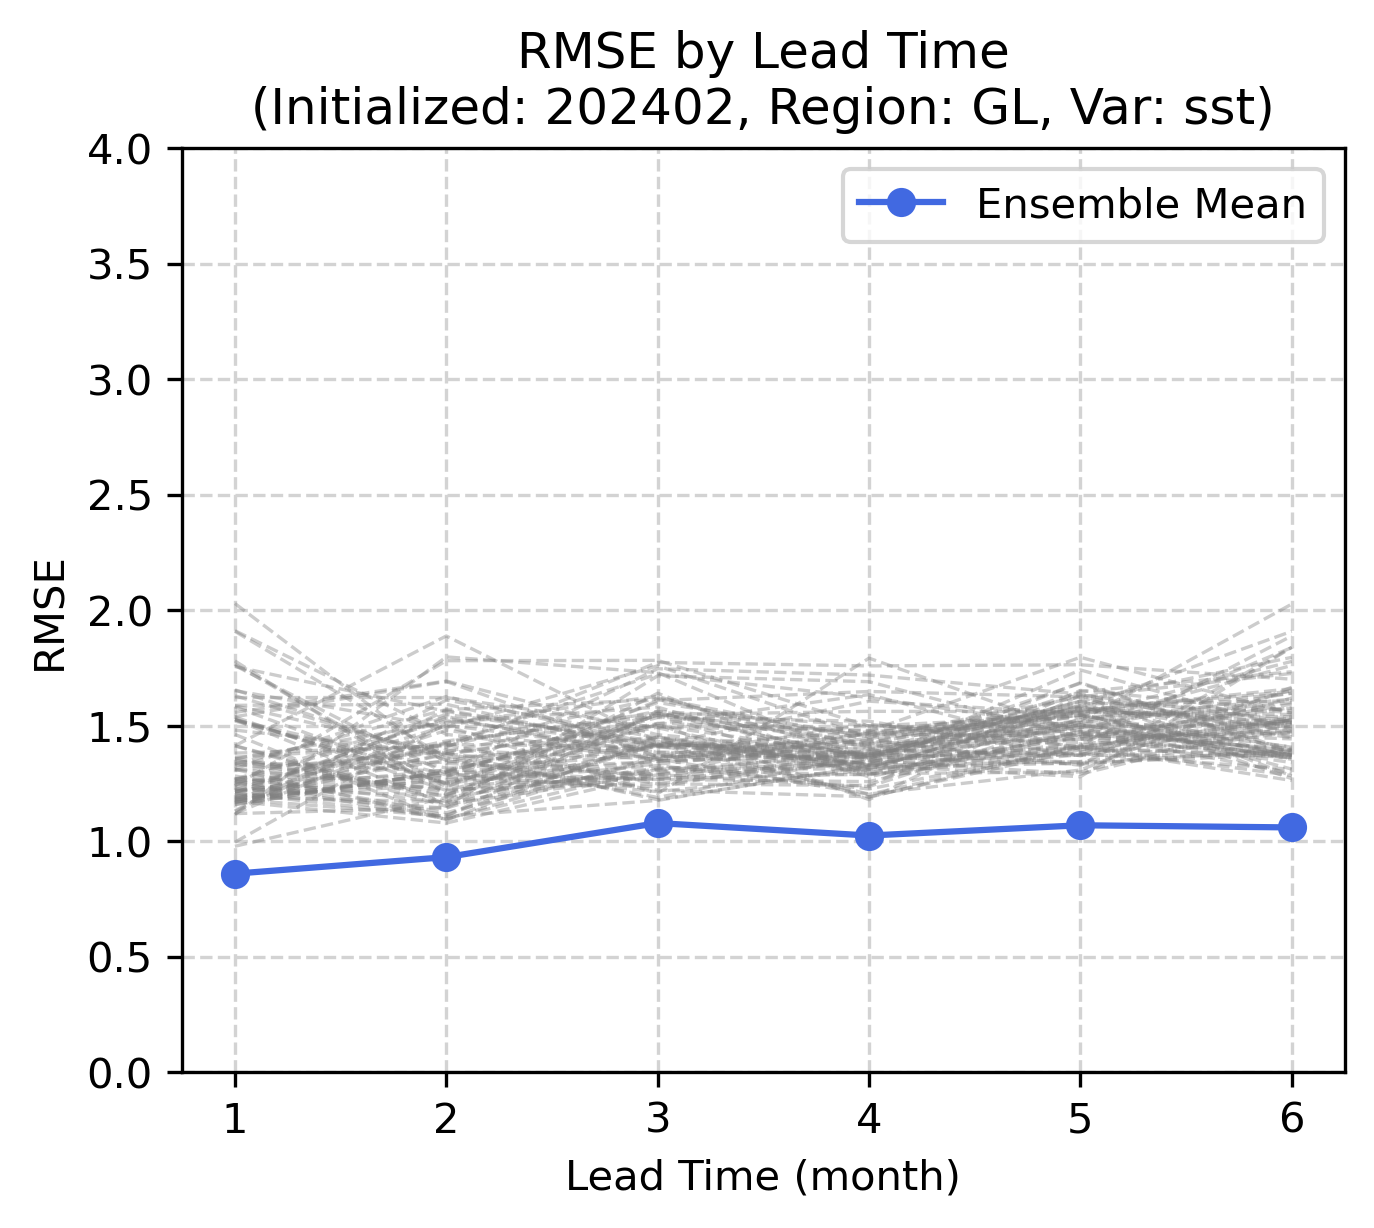 RMSE by Lead Time
(Initialized: 202402, Region: GL, Var: sst)
4.0
3.5
3.0
2.5
2.0
1.5
1.0
0.5
0.0
RMSE
Ensemble Mean
1 2 3 4 5 6
Lead Time (month)